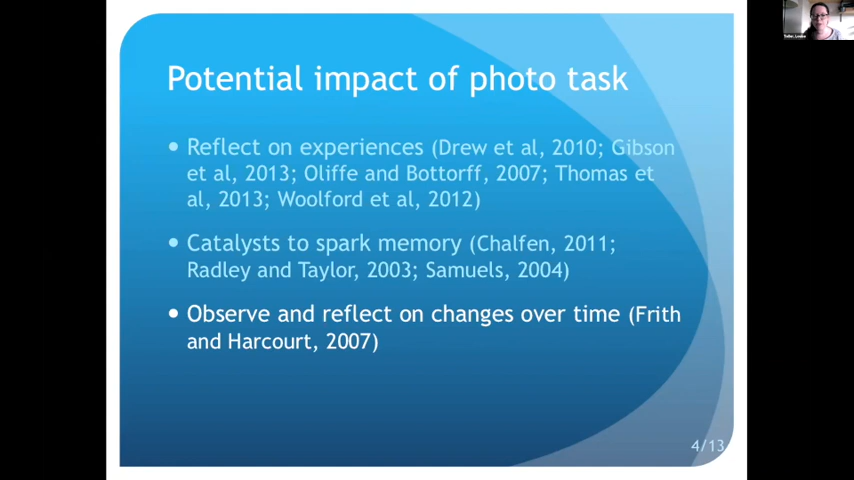 Potential impact of photo task
• Reflect on experiences (Drew et al, 2010; Gibson
et al, 2013; Oliffe and Bottorff, 2007; Thomas et
al, 2013; Woolford et al, 2012)
• Catalysts to spark memory (Chalfen, 2011;
Radley and Taylor, 2003; Samuels, 2004)
• Observe and reflect on changes over time (Frith
and Harcourt, 2007)
4/13